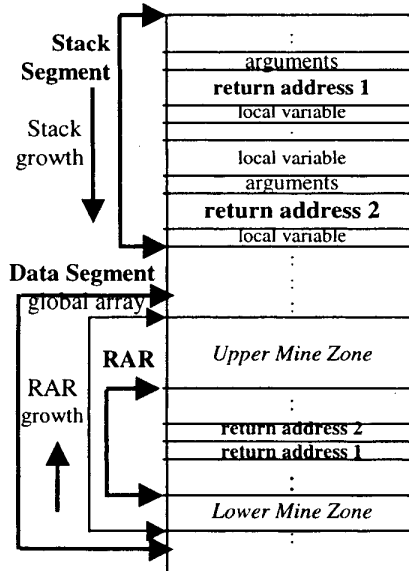 Stack
Segment
Stack
growth
Data Segment
global array
RAR
RAR
growth
:
arguments
return address 1
local variable
.
local variable
arguments
return address 2
local variable
:
:
Upper Mine Zone
:
return address 2
return address 1
:
Lower Mine Zone
: